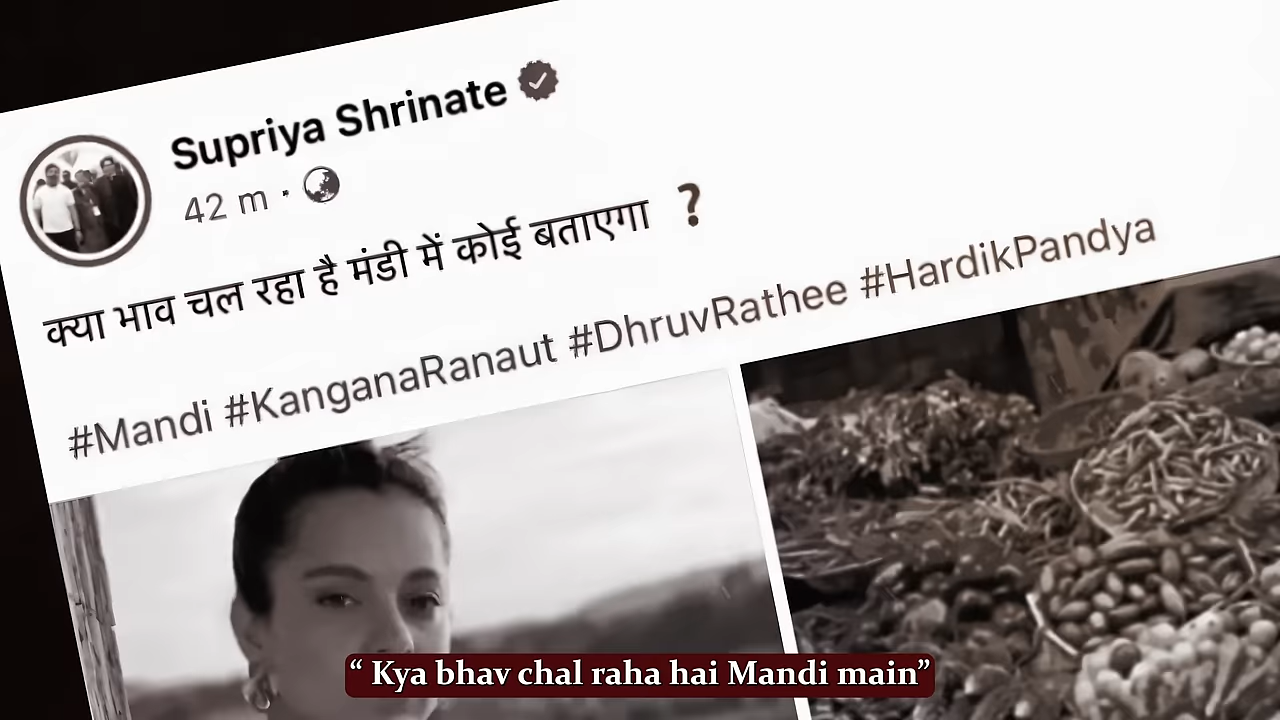 Supriya Shrinate
42 m ·
क्या भाव चल रहा है मंडी में कोई बताएगा ?
#Mandi #KanganaRanaut #DhruvRathee #HardikPandya
“ Kya bhav chal raha hai Mandi main”